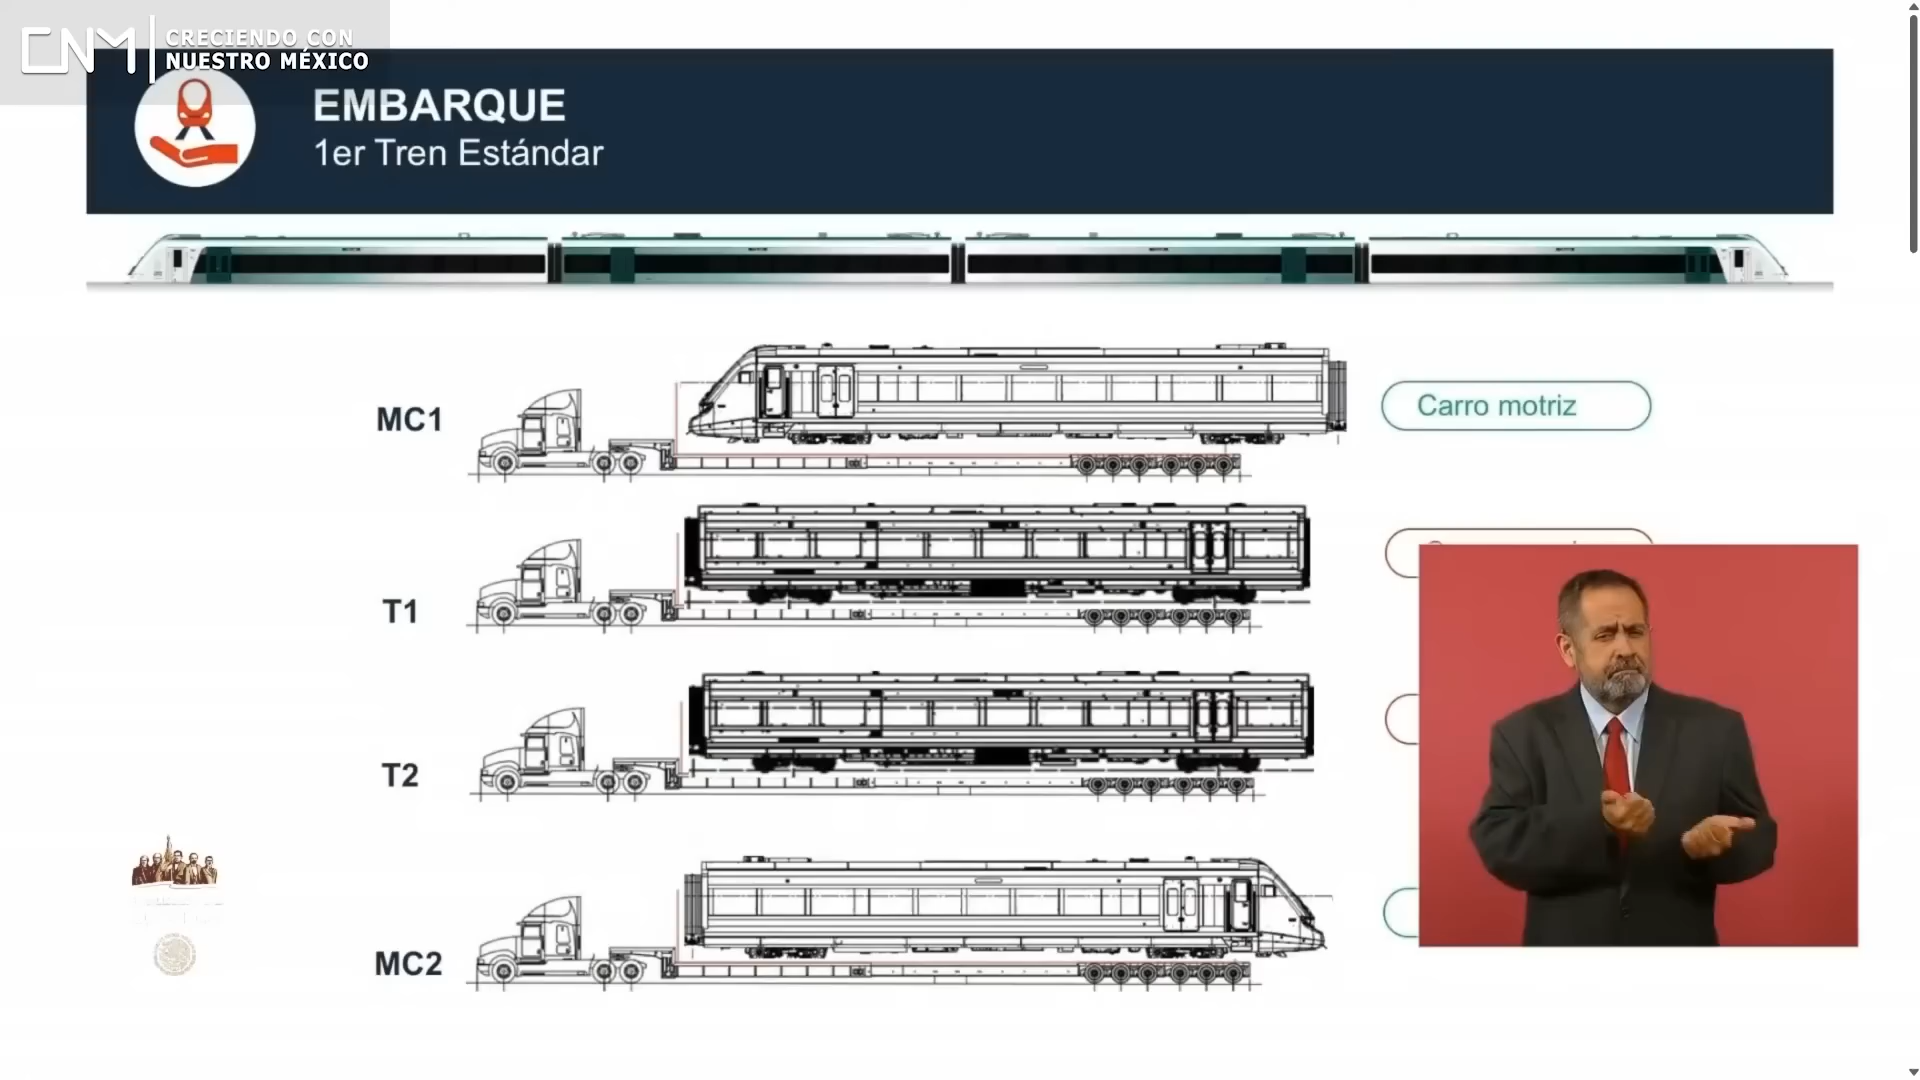 CNM
CRECIENDO CON
NUESTRO MÉXICO
EMBARQUE
1er Tren Estándar
MC1
Carro motriz
T1
T2
MC2